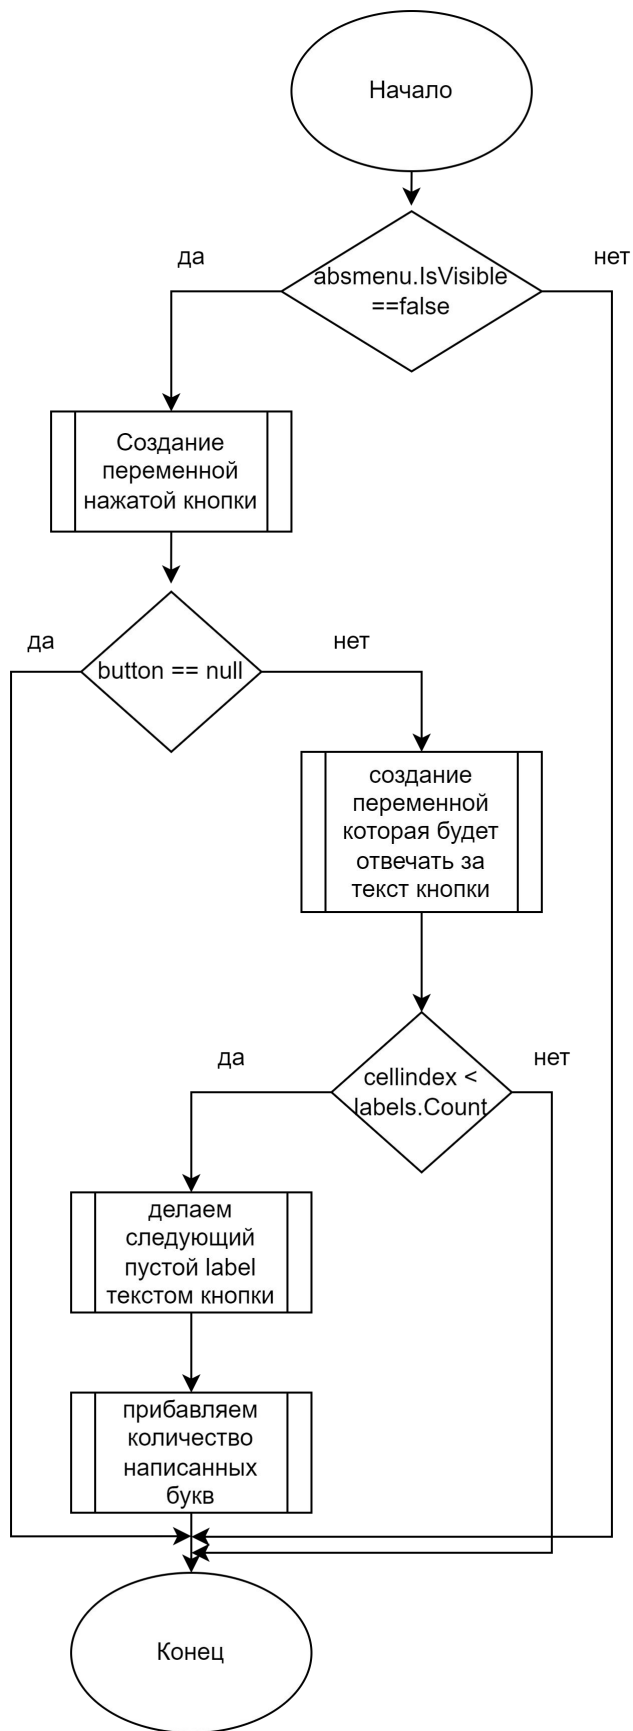 Начало
да
нет
absmenu.IsVisible
==false
Создание
переменной
нажатой кнопки
да
нет
button == null
создание
переменной
которая будет
отвечать за
текст кнопки
да
нет
cellindex <
labels.Count
делаем
следующий
пустой label
текстом кнопки
прибавляем
количество
написанных
букв
Конец